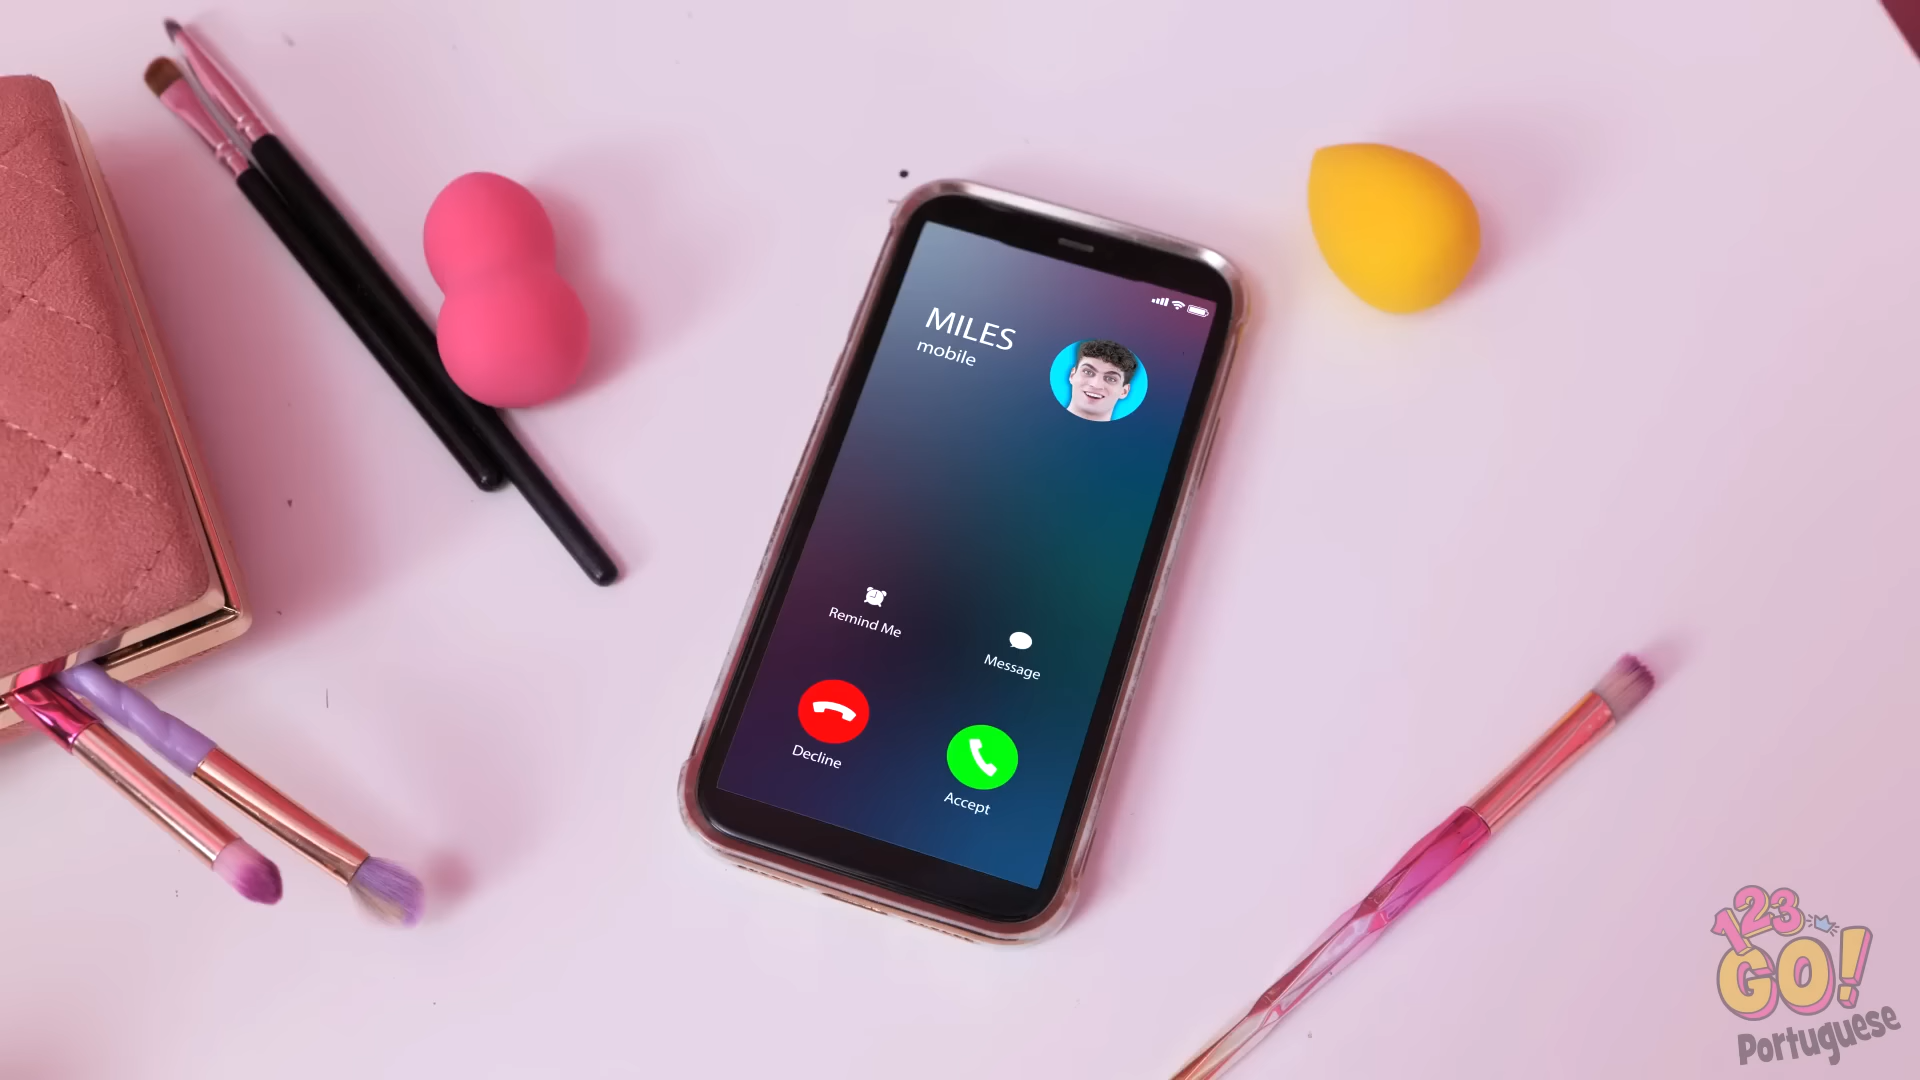 MILES
mobile
Remind Me
Message
Decline
Accept
123
GO!
Portuguese